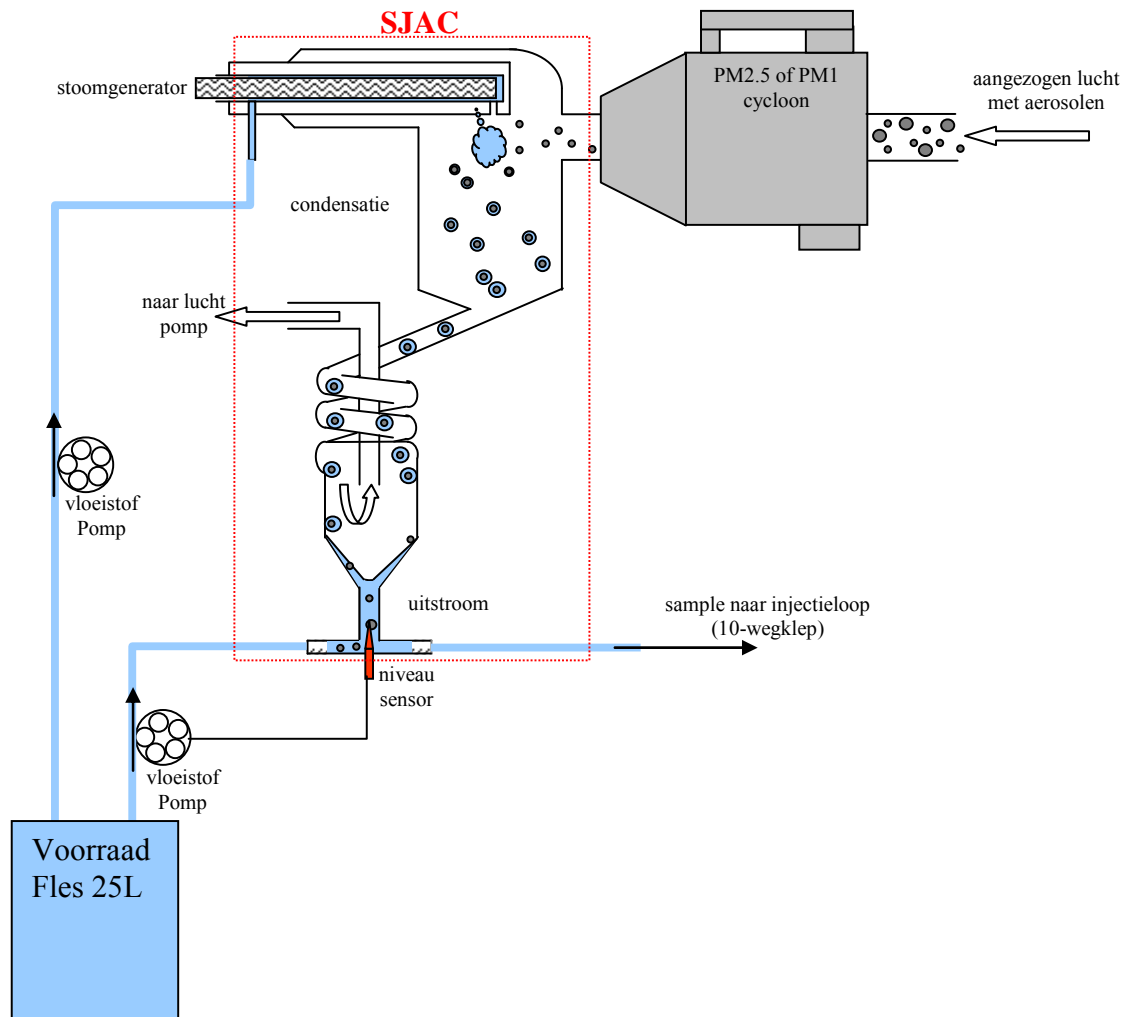 SJAC
stoomgenerator
PM2.5 of PM1
cycloon
aangezogen lucht
met aerosolen
condensatie
naar lucht
pomp
vloeistof
Pomp
uitstroom
sample naar injectieloop
(10-wegklep)
niveau
sensor
vloeistof
Pomp
Voorraad
Fles 25L